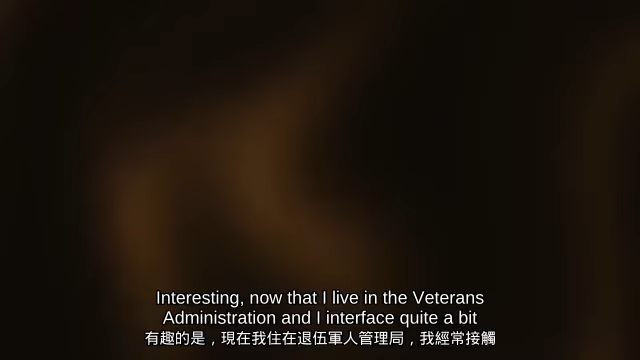 Interesting, now that I live in the Veterans
Administration and I interface quite a bit
有趣的是，現在我住在退伍軍人管理局，我經常接觸